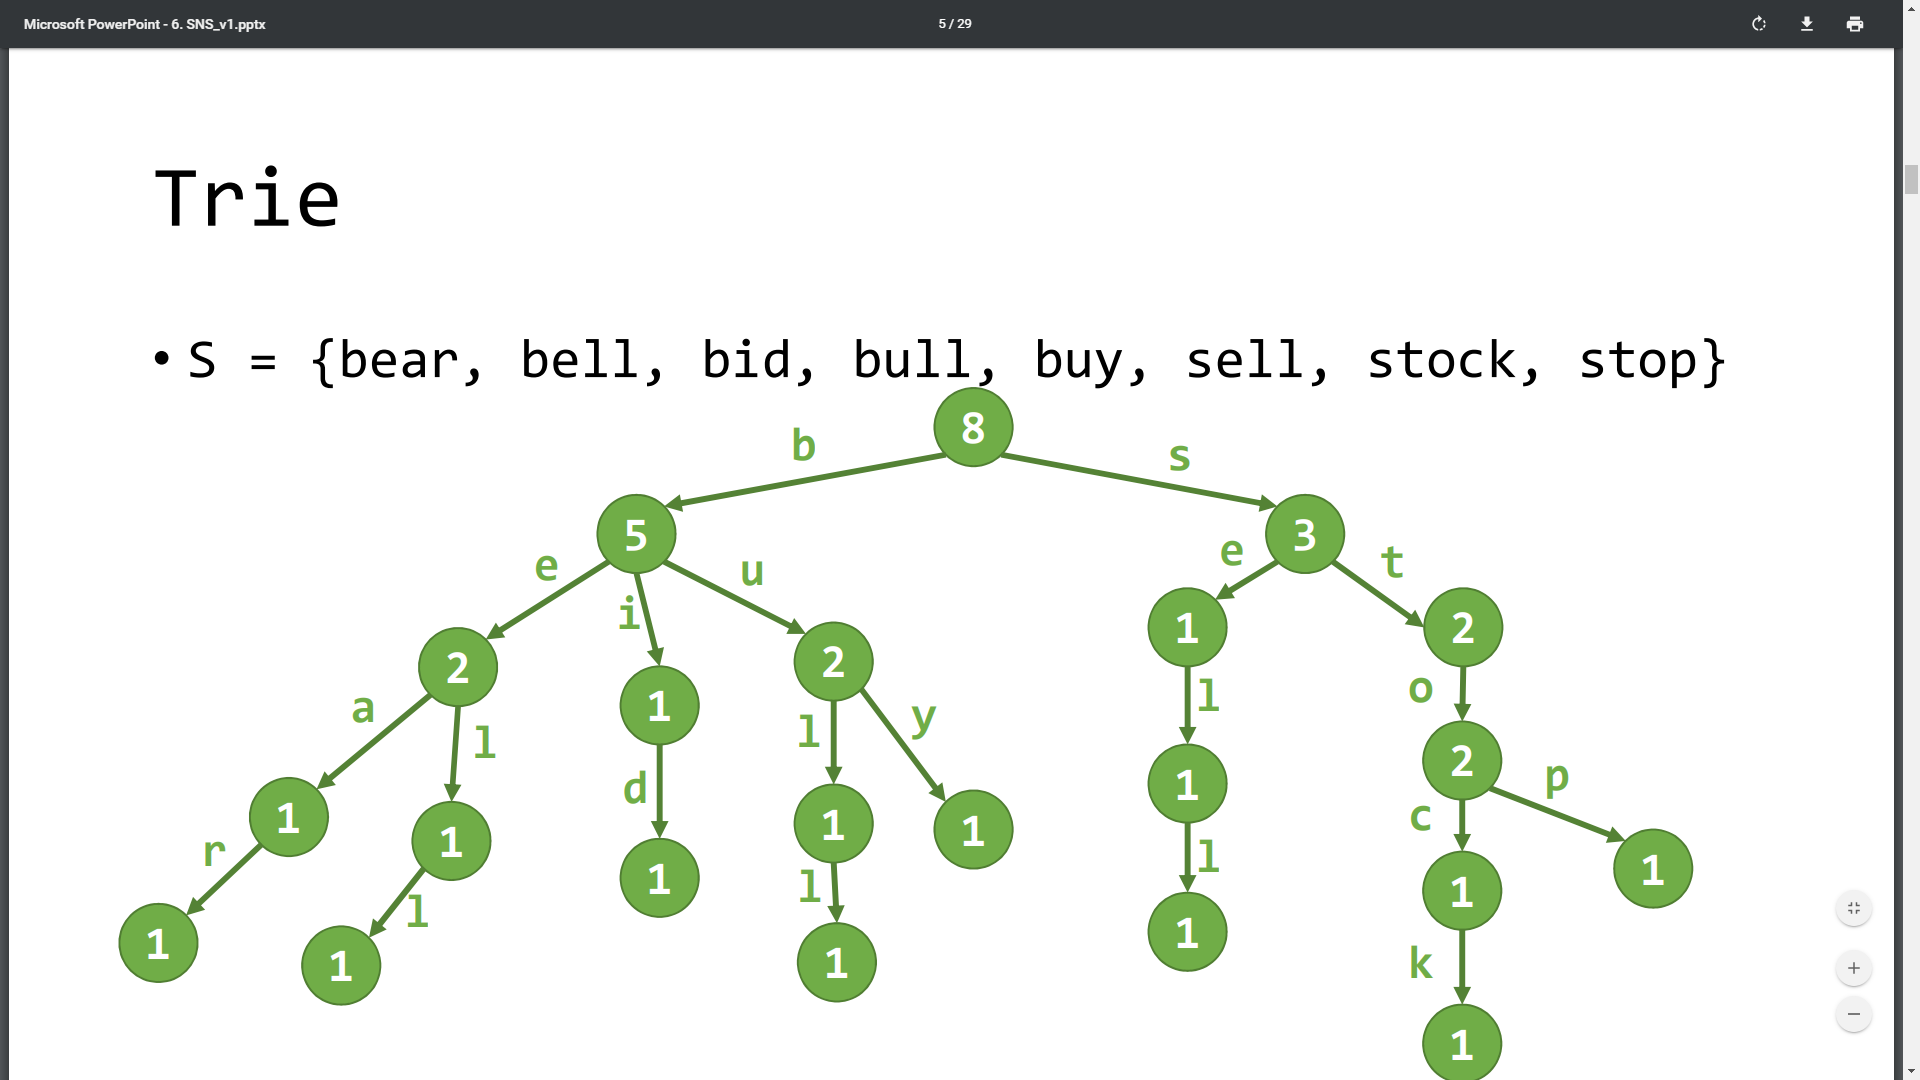 Microsoft PowerPoint - 6. SNS_v1.pptx
5 / 29
Trie
• S = {bear, bell, bid, bull, buy, sell, stock, stop}
8
b s
5 3
e i u e t
2 1 2 1 2
a l d l y l o
1 1 1 1 1 1 2
r l l l c p
1 1 1 1 1 1
k
1